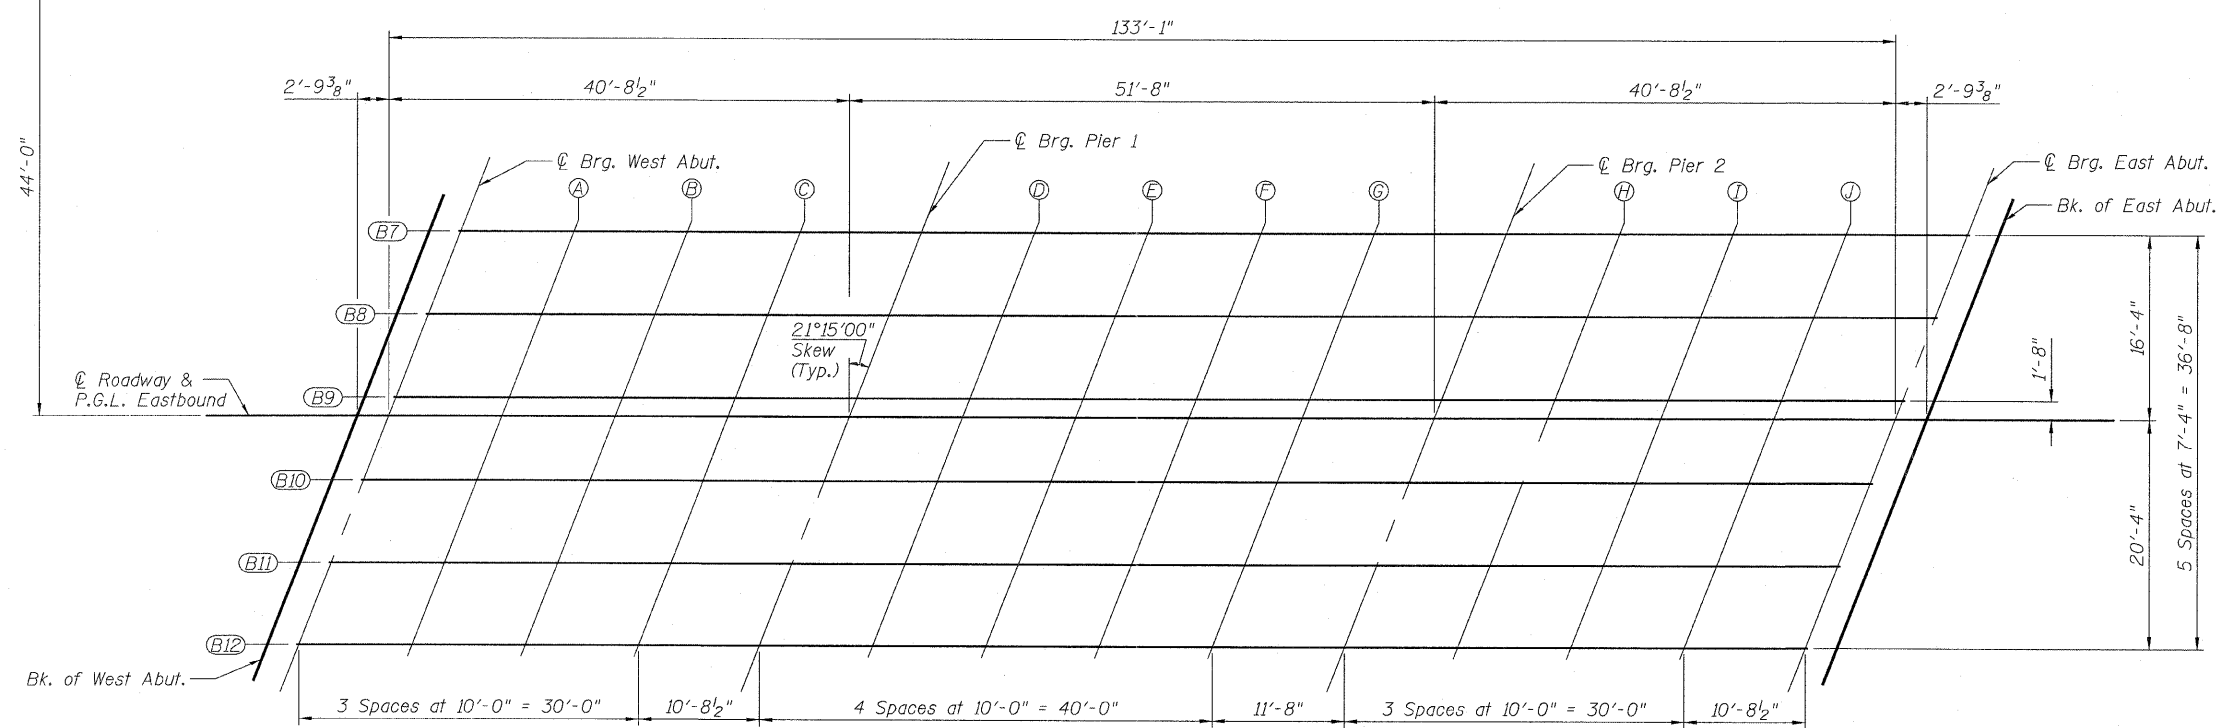 133'-1"
2'-9 3/8"
40'-8 1/2"
51'-8"
40'-8 1/2"
2'-9 3/8"
44'-0"
℄ Brg. West Abut.
℄ Brg. Pier 1
℄ Brg. Pier 2
℄ Brg. East Abut.
Bk. of East Abut.
A
B
C
D
E
F
G
H
I
J
B7
B8
21°15'00"
Skew
(Typ.)
℄ Roadway &
P.G.L. Eastbound
B9
B10
B11
B12
16'-4"
1'-8"
20'-4"
5 Spaces at 7'-4" = 36'-8"
Bk. of West Abut.
3 Spaces at 10'-0" = 30'-0"
10'-8 1/2"
4 Spaces at 10'-0" = 40'-0"
11'-8"
3 Spaces at 10'-0" = 30'-0"
10'-8 1/2"